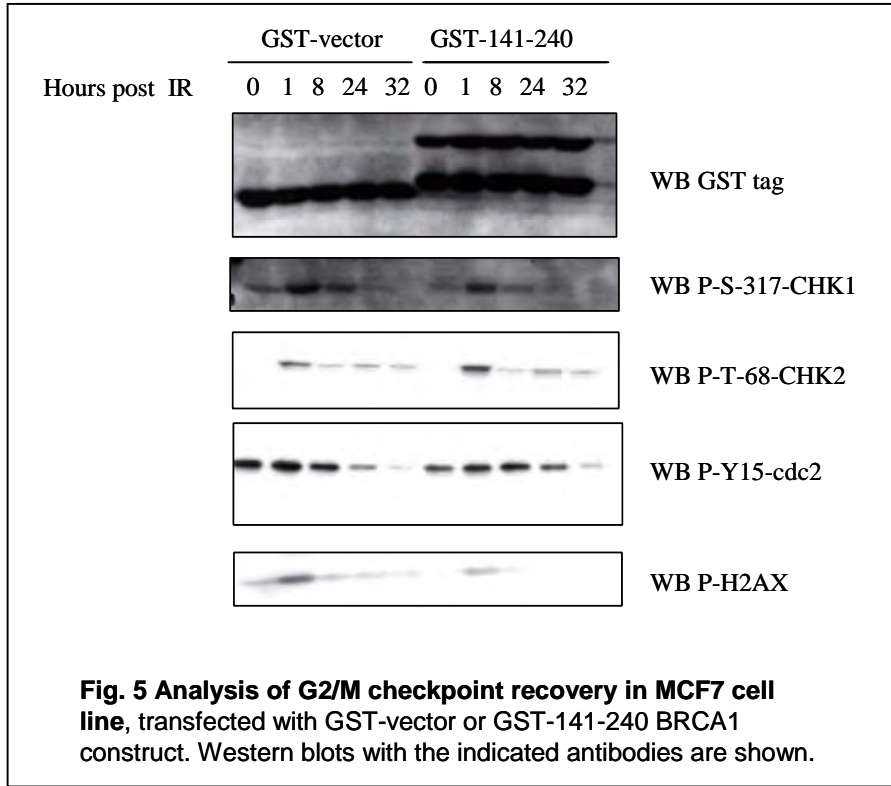 GST-vector GST-141-240
Hours post IR 0 1 8 24 32 0 1 8 24 32
WB GST tag
WB P-S-317-CHK1
WB P-T-68-CHK2
WB P-Y15-cdc2
WB P-H2AX
Fig. 5 Analysis of G2/M checkpoint recovery in MCF7 cell
line, transfected with GST-vector or GST-141-240 BRCA1
construct. Western blots with the indicated antibodies are shown.